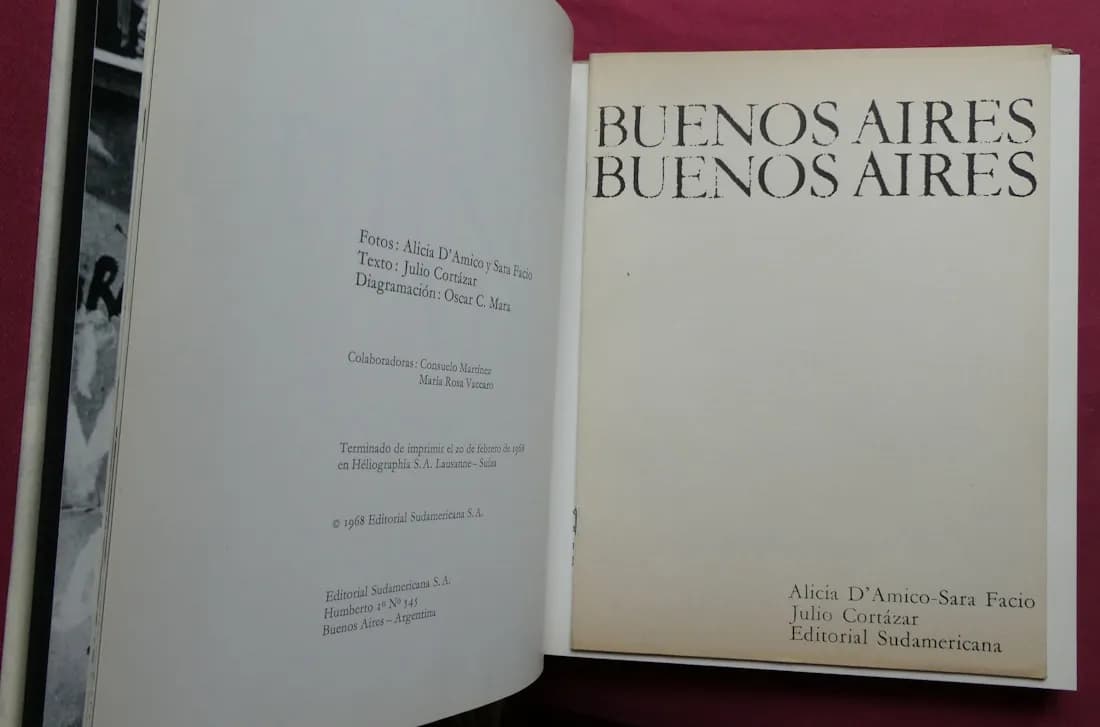 Fotos: Alicia D'Amico y Sara Facio
Texto: Julio Cortázar
Diagramación: Oscar C. Mara
Colaboradoras: Consuelo Martínez
María Rosa Vaccaro
Terminado de imprimir el 20 de febrero de 1968
en Héliographia S.A. Lausanne – Suiza
© 1968 Editorial Sudamericana S.A.
Editorial Sudamericana S.A.
Humberto 1º Nº 545
Buenos Aires – Argentina
BUENOS AIRES
BUENOS AIRES
Alicia D'Amico-Sara Facio
Julio Cortázar
Editorial Sudamericana